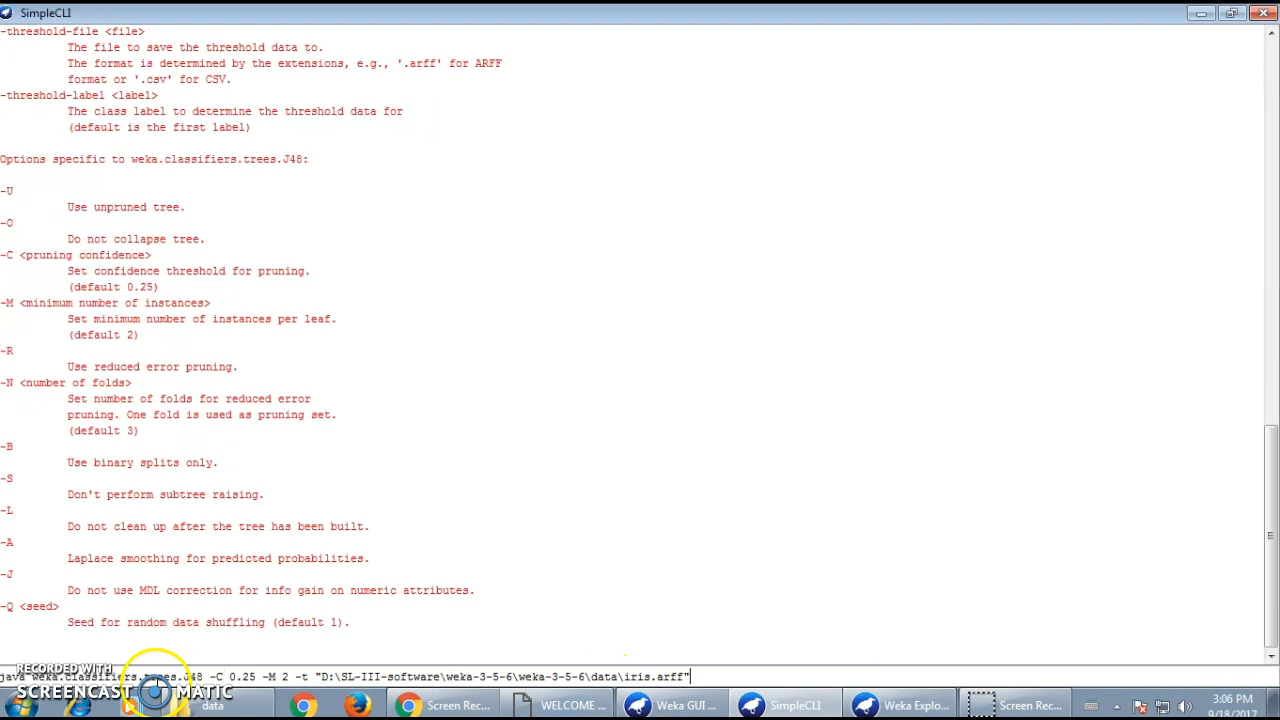 SimpleCLI
-threshold-file <file>
The file to save the threshold data to.
The format is determined by the extensions, e.g., '.arff' for ARFF
format or '.csv' for CSV.
-threshold-label <label>
The class label to determine the threshold data for
(default is the first label)
Options specific to weka.classifiers.trees.J48:
-U
Use unpruned tree.
-O
Do not collapse tree.
-C <pruning confidence>
Set confidence threshold for pruning.
(default 0.25)
-M <minimum number of instances>
Set minimum number of instances per leaf.
(default 2)
-R
Use reduced error pruning.
-N <number of folds>
Set number of folds for reduced error
pruning. One fold is used as pruning set.
(default 3)
-B
Use binary splits only.
-S
Don't perform subtree raising.
-L
Do not clean up after the tree has been built.
-A
Laplace smoothing for predicted probabilities.
-J
Do not use MDL correction for info gain on numeric attributes.
-Q <seed>
Seed for random data shuffling (default 1).
java weka.classifiers.trees.J48 -C 0.25 -M 2 -t "D:\SL-III-software\weka-3-5-6\weka-3-5-6\data\iris.arff"
RECORDED WITH
SCREENCAST MATIC
data
Screen Rec...
WELCOME ...
Weka GUI ...
SimpleCLI
Weka Explo...
Screen Rec...
3:06 PM
9/18/2017